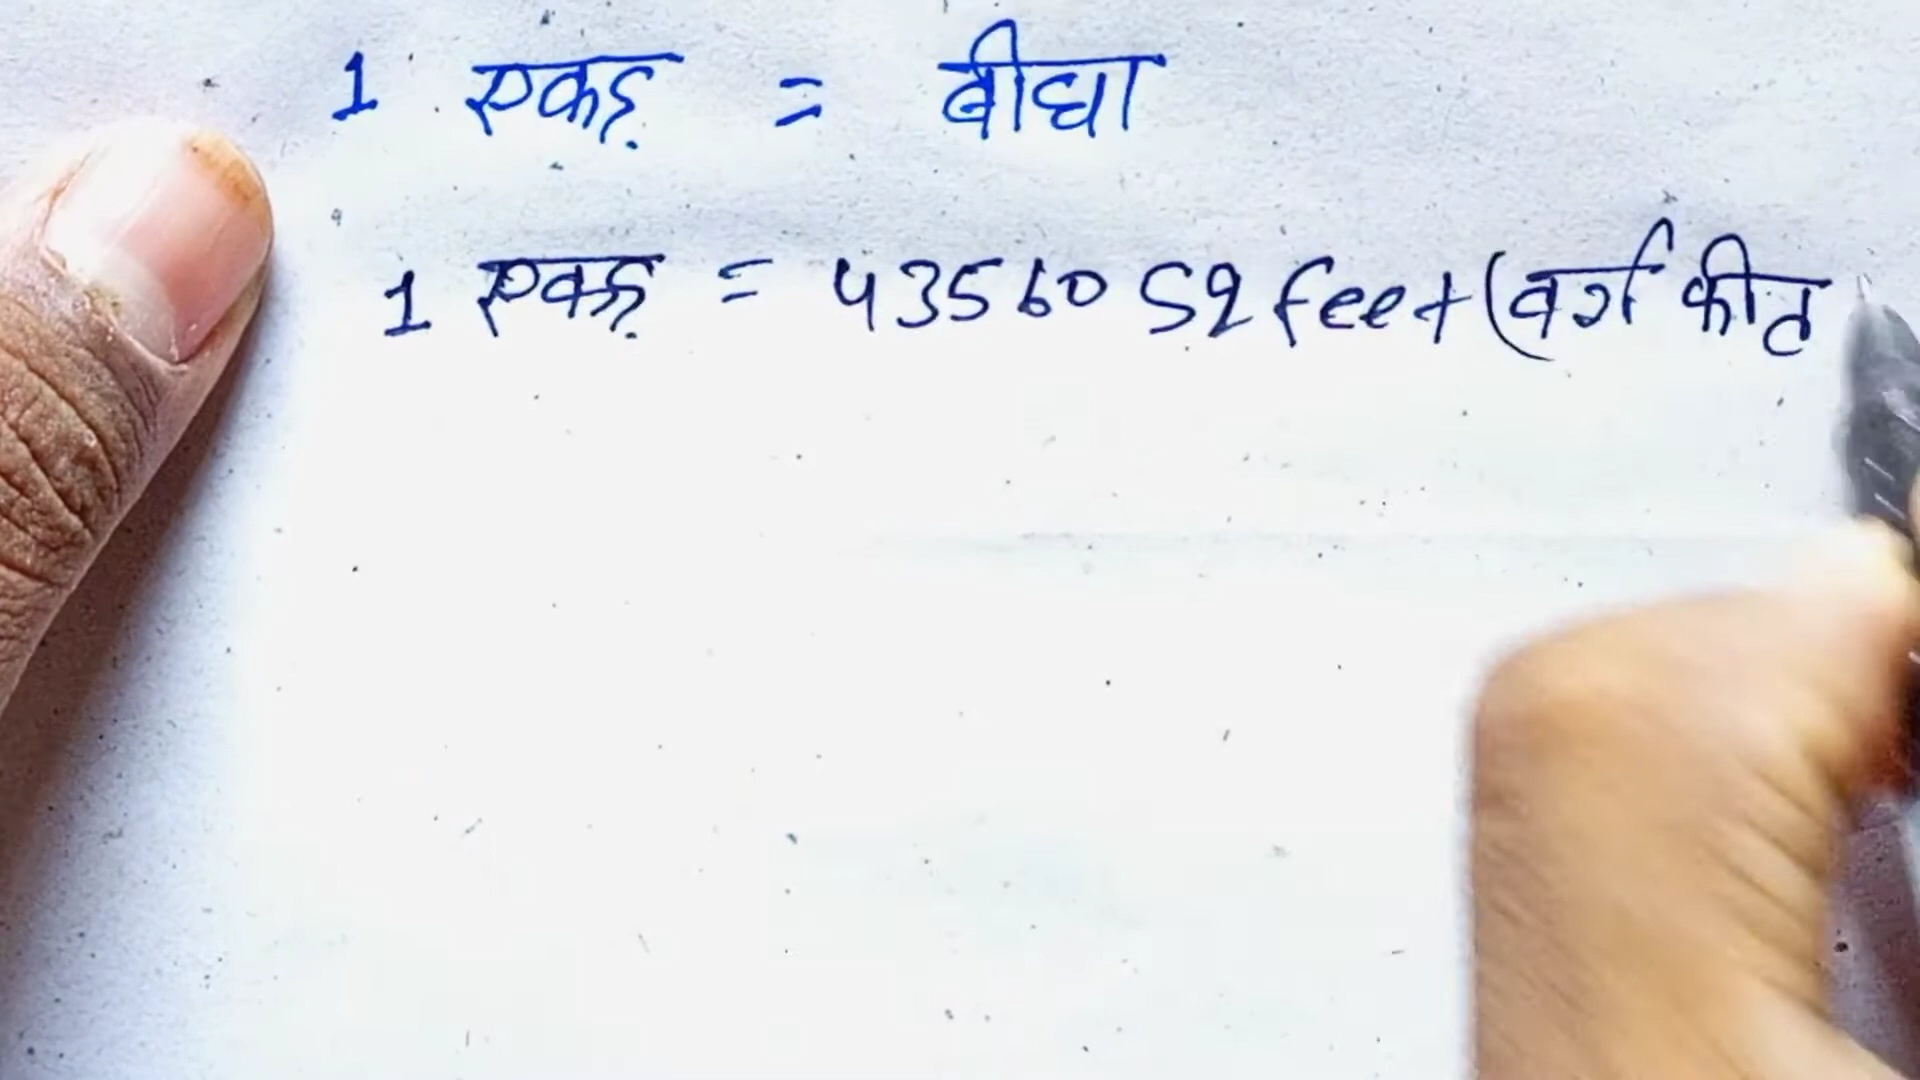 1 एकड़ = बीघा
1 एकड़ = 43560 Sq feet (वर्ग फीट